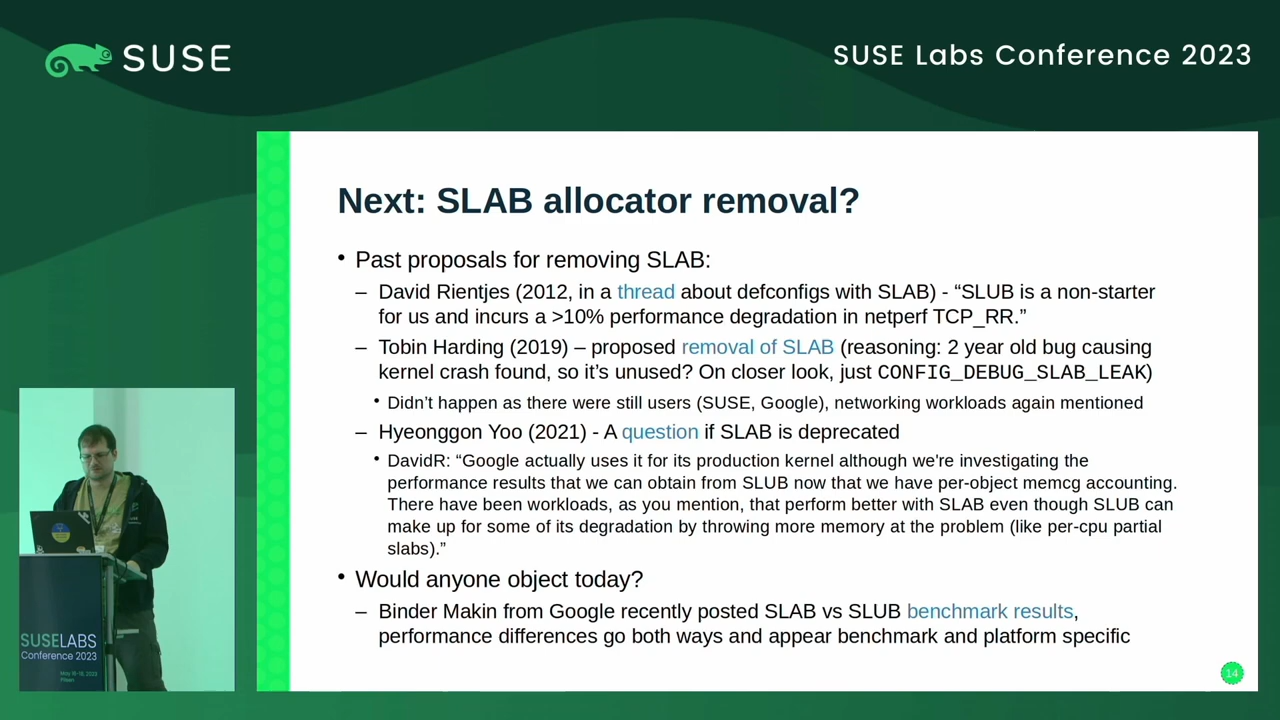 SUSE
SUSE Labs Conference 2023
Next: SLAB allocator removal?
• Past proposals for removing SLAB:
– David Rientjes (2012, in a thread about defconfigs with SLAB) - “SLUB is a non-starter
for us and incurs a >10% performance degradation in netperf TCP_RR.”
– Tobin Harding (2019) – proposed removal of SLAB (reasoning: 2 year old bug causing
kernel crash found, so it’s unused? On closer look, just CONFIG_DEBUG_SLAB_LEAK)
• Didn’t happen as there were still users (SUSE, Google), networking workloads again mentioned
– Hyeonggon Yoo (2021) - A question if SLAB is deprecated
• DavidR: “Google actually uses it for its production kernel although we're investigating the
performance results that we can obtain from SLUB now that we have per-object memcg accounting.
There have been workloads, as you mention, that perform better with SLAB even though SLUB can
make up for some of its degradation by throwing more memory at the problem (like per-cpu partial
slabs).”
• Would anyone object today?
– Binder Makin from Google recently posted SLAB vs SLUB benchmark results,
performance differences go both ways and appear benchmark and platform specific
14
SUSELABS
Conference 2023